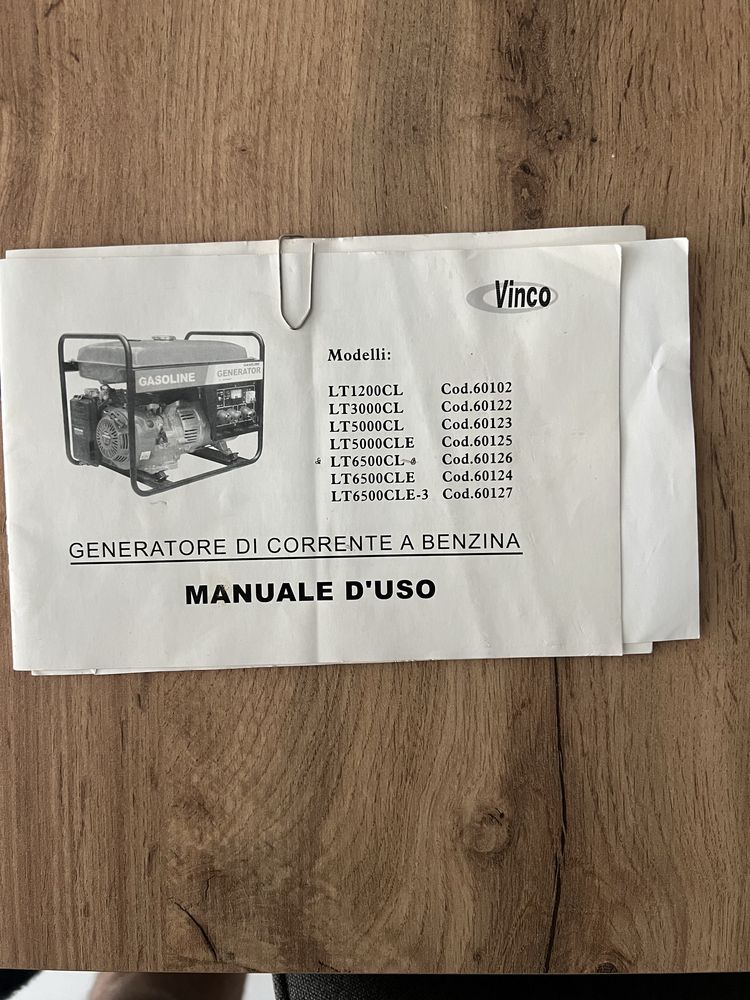 Vinco
GASOLINE GENERATOR
Modelli:
LT1200CL Cod.60102
LT3000CL Cod.60122
LT5000CL Cod.60123
LT5000CLE Cod.60125
LT6500CL Cod.60126
LT6500CLE Cod.60124
LT6500CLE-3 Cod.60127
GENERATORE DI CORRENTE A BENZINA
MANUALE D'USO